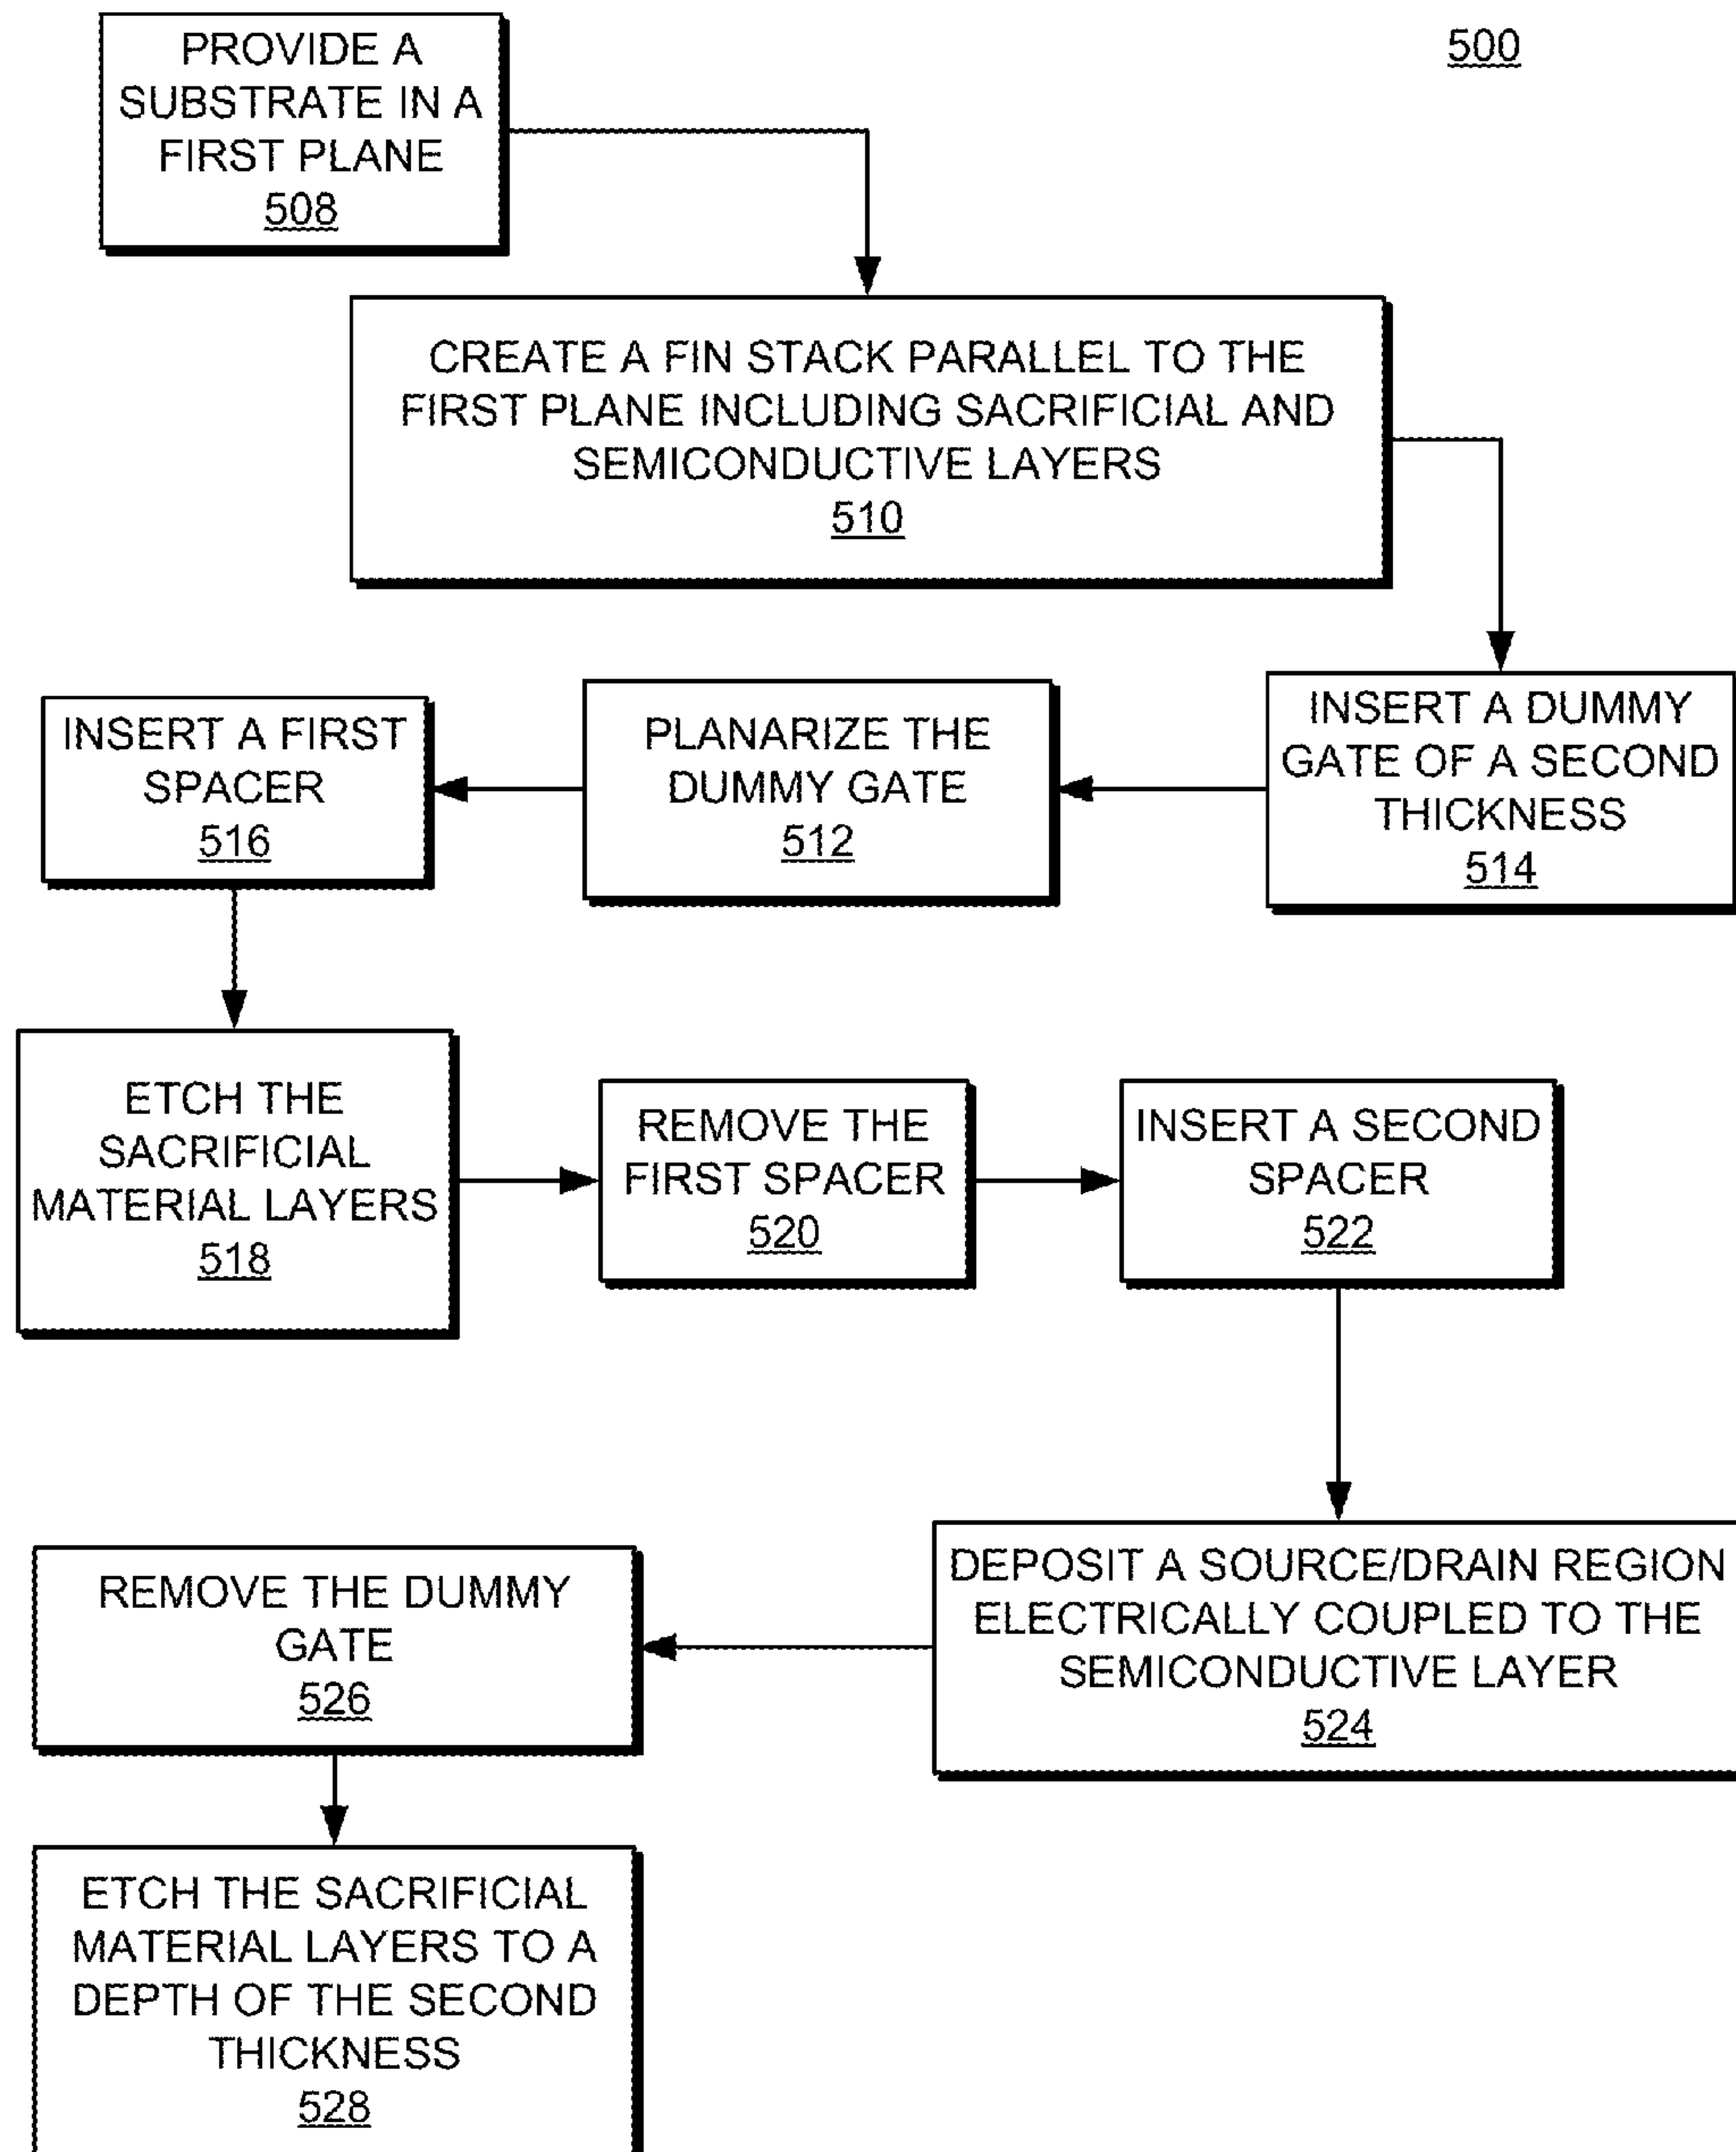 500
PROVIDE A
SUBSTRATE IN A
FIRST PLANE
508
CREATE A FIN STACK PARALLEL TO THE
FIRST PLANE INCLUDING SACRIFICIAL AND
SEMICONDUCTIVE LAYERS
510
INSERT A DUMMY
GATE OF A SECOND
THICKNESS
514
PLANARIZE THE
DUMMY GATE
512
INSERT A FIRST
SPACER
516
ETCH THE
SACRIFICIAL
MATERIAL LAYERS
518
REMOVE THE
FIRST SPACER
520
INSERT A SECOND
SPACER
522
DEPOSIT A SOURCE/DRAIN REGION
ELECTRICALLY COUPLED TO THE
SEMICONDUCTIVE LAYER
524
REMOVE THE DUMMY
GATE
526
ETCH THE SACRIFICIAL
MATERIAL LAYERS TO A
DEPTH OF THE SECOND
THICKNESS
528